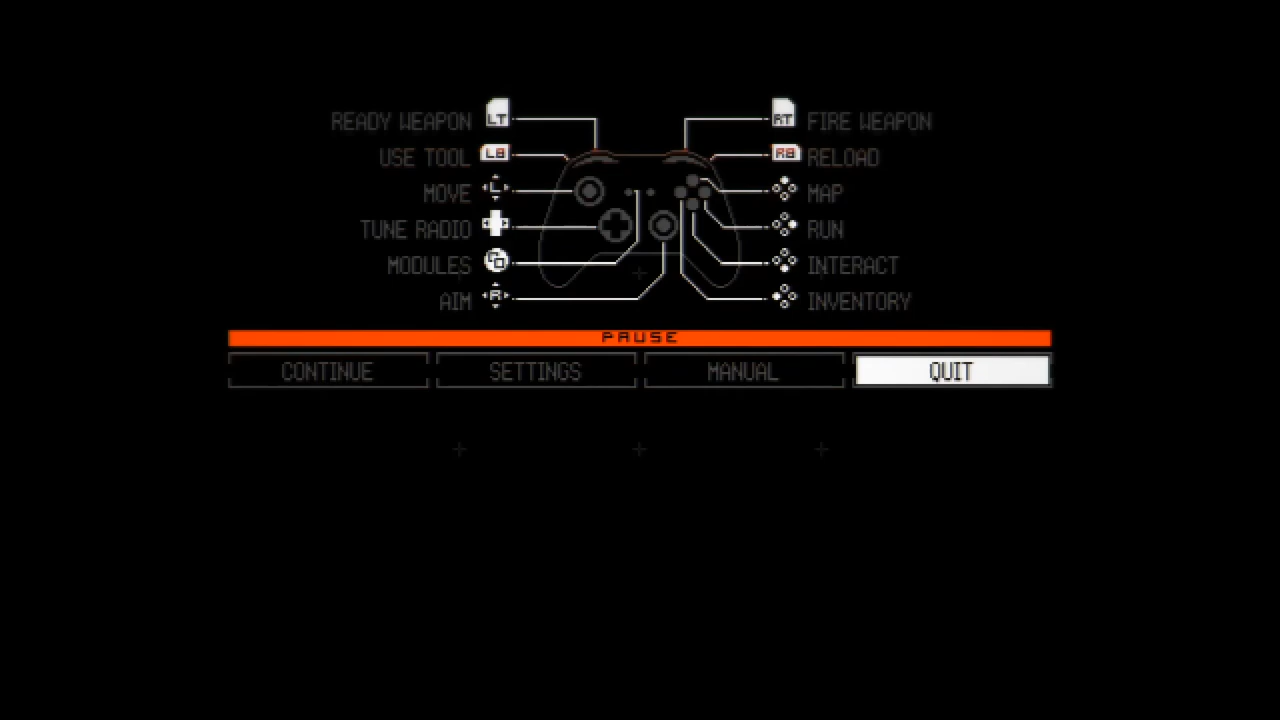 READY WEAPON LT RT FIRE WEAPON
USE TOOL LB RB RELOAD
MOVE L MAP
TUNE RADIO RUN
MODULES INTERACT
AIM R INVENTORY
PAUSE
CONTINUE SETTINGS MANUAL QUIT